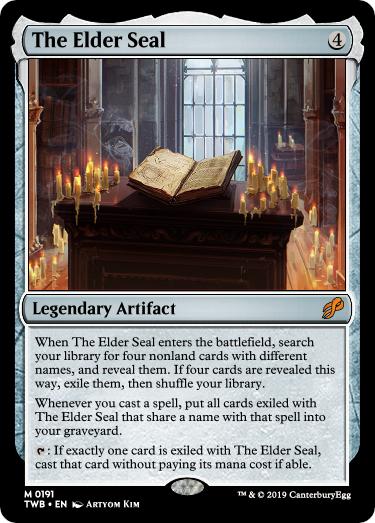 The Elder Seal 4
Legendary Artifact
When The Elder Seal enters the battlefield, search
your library for four nonland cards with different
names, and reveal them. If four cards are revealed this
way, exile them, then shuffle your library.
Whenever you cast a spell, put all cards exiled with
The Elder Seal that share a name with that spell into
your graveyard.
: If exactly one card is exiled with The Elder Seal,
cast that card without paying its mana cost if able.
M 0191
TWB • EN Artyom Kim
™ & © 2019 CanterburyEgg